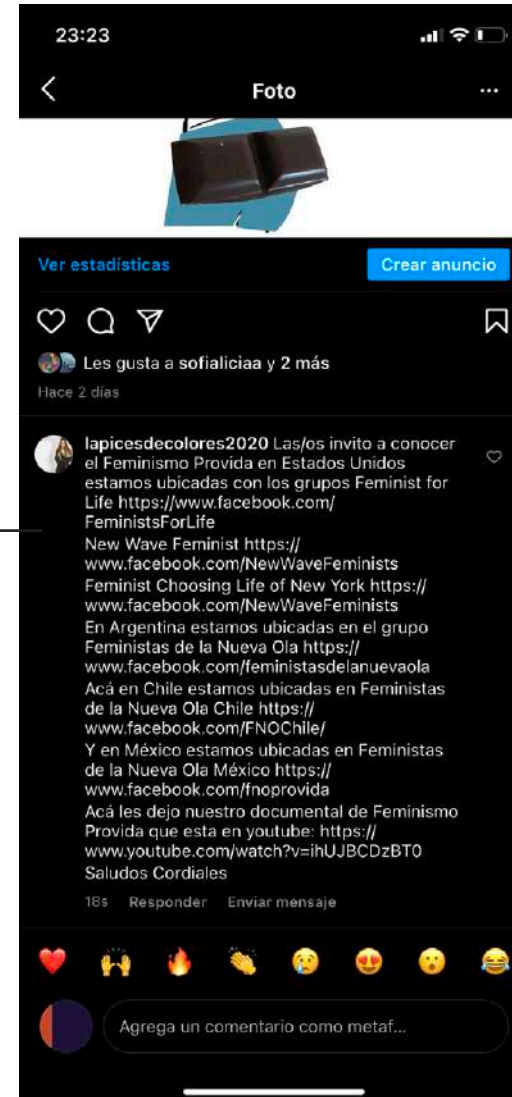 23:23
Foto
Ver estadísticas
Crear anuncio
Les gusta a sofialiciaa y 2 más
Hace 2 días
lapicesdecolores2020 Las/os invito a conocer
el Feminismo Provida en Estados Unidos
estamos ubicadas con los grupos Feminist for
Life https://www.facebook.com/
FeministsForLife
New Wave Feminist https://
www.facebook.com/NewWaveFeminists
Feminist Choosing Life of New York https://
www.facebook.com/NewWaveFeminists
En Argentina estamos ubicadas en el grupo
Feministas de la Nueva Ola https://
www.facebook.com/feministasdelanuevaola
Acá en Chile estamos ubicadas en Feministas
de la Nueva Ola Chile https://
www.facebook.com/FNOChile/
Y en México estamos ubicadas en Feministas
de la Nueva Ola México https://
www.facebook.com/fnoprovida
Acá les dejo nuestro documental de Feminismo
Provida que esta en youtube: https://
www.youtube.com/watch?v=ihUJBCDzBT0
Saludos Cordiales
18s Responder Enviar mensaje
Agrega un comentario como metaf...